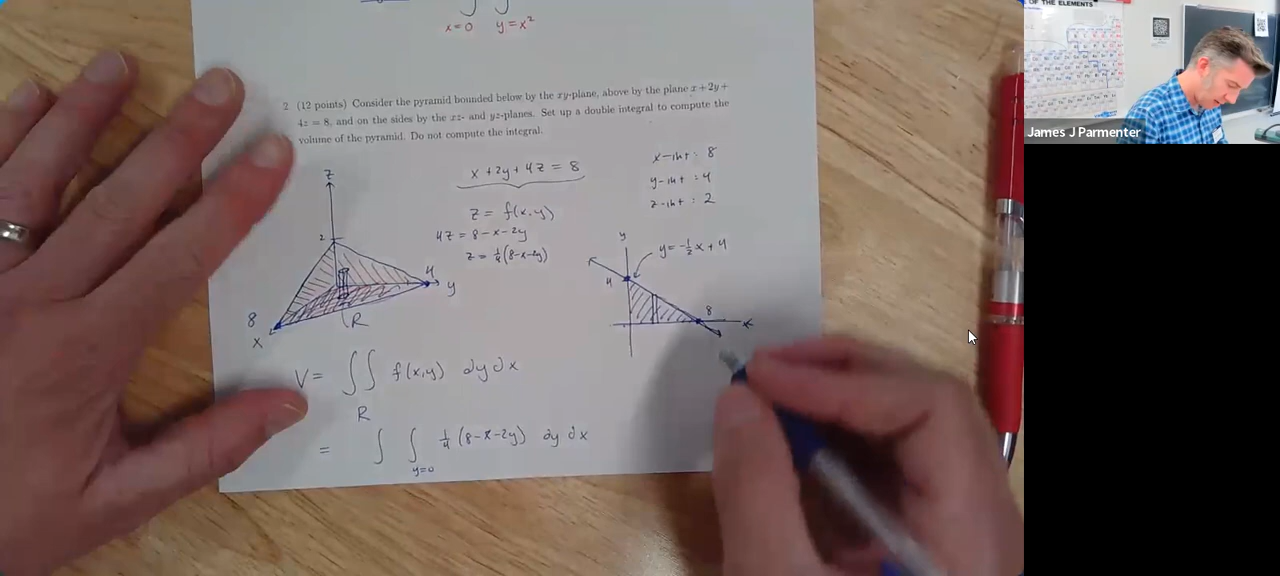 OF THE ELEMENTS
x=0 y=x²
2 (12 points) Consider the pyramid bounded below by the xy-plane, above by the plane x + 2y +
4z = 8, and on the sides by the xz- and yz-planes. Set up a double integral to compute the
volume of the pyramid. Do not compute the integral.
James J Parmenter
x+2y+4z = 8
x-int: 8
y-int: 4
z-int: 2
z
z = f(x,y)
4z = 8-x-2y
z = ¼(8-x-2y)
2
4
y
8
x
R
y
y = -½x + 4
4
8
x
V = ∫∫ f(x,y) dy dx
R
= ∫ ∫ ¼ (8-x-2y) dy dx
y=0